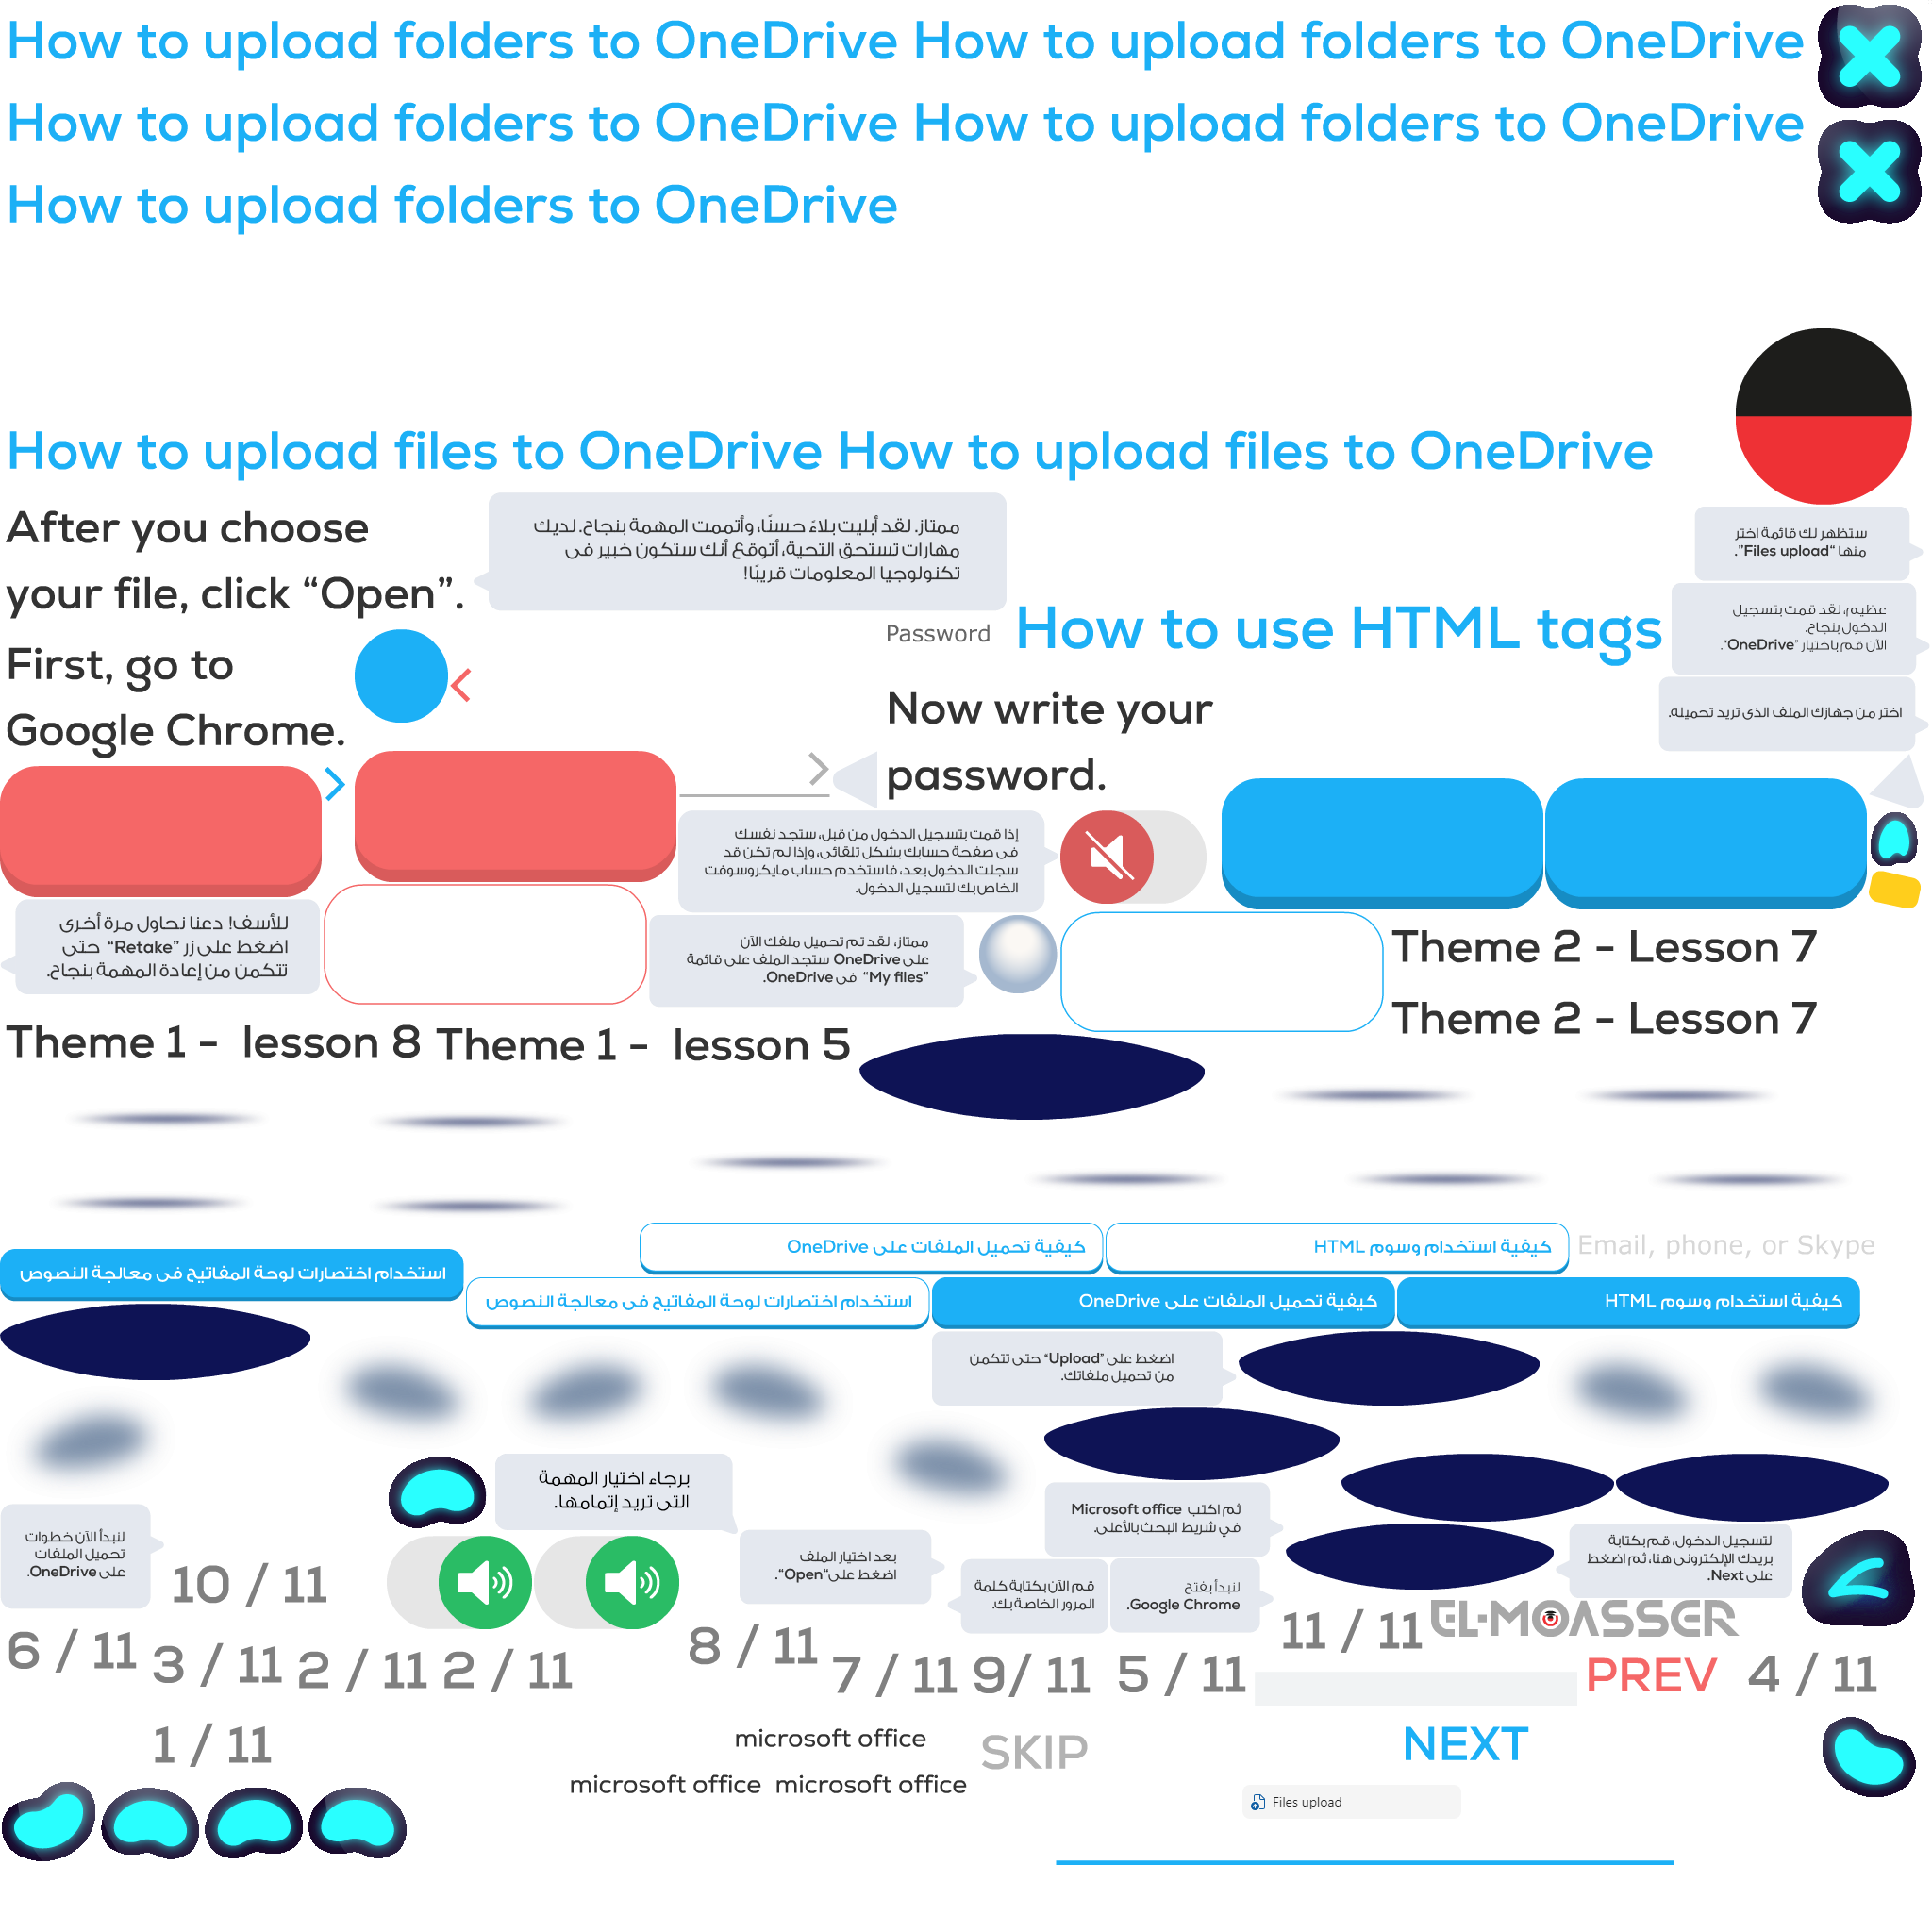 How to upload folders to OneDrive How to upload folders to OneDrive
How to upload folders to OneDrive How to upload folders to OneDrive
How to upload folders to OneDrive
How to upload files to OneDrive How to upload files to OneDrive
After you choose
your file, click “Open”.
ممتاز. لقد أبليت بلاءً حسنًا، وأتممت المهمة بنجاح. لديك
مهارات تستحق التحية، أتوقع أنك ستكون خبير فى
تكنولوجيا المعلومات قريبًا!
ستظهر لك قائمة اختر
منها “Files upload”.
عظيم، لقد قمت بتسجيل
الدخول بنجاح.
الآن قم باختيار “OneDrive”.
Password
How to use HTML tags
First, go to
Google Chrome.
Now write your
password.
اختر من جهازك الملف الذى تريد تحميله.
إذا قمت بتسجيل الدخول من قبل، ستجد نفسك
فى صفحة حسابك بشكل تلقائى، وإذا لم تكن قد
سجلت الدخول بعد، فاستخدم حساب مايكروسوفت
الخاص بك لتسجيل الدخول.
للأسف! دعنا نحاول مرة أخرى
اضغط على زر “Retake” حتى
تتكمن من إعادة المهمة بنجاح.
ممتاز، لقد تم تحميل ملفك الآن
على OneDrive ستجد الملف على قائمة
“My files” فى OneDrive.
Theme 2 - Lesson 7
Theme 2 - Lesson 7
Theme 1 - lesson 8
Theme 1 - lesson 5
كيفية تحميل الملفات على OneDrive
كيفية استخدام وسوم HTML
Email, phone, or Skype
استخدام اختصارات لوحة المفاتيح فى معالجة النصوص
استخدام اختصارات لوحة المفاتيح فى معالجة النصوص
كيفية تحميل الملفات على OneDrive
كيفية استخدام وسوم HTML
اضغط على “Upload” حتى تتكمن
من تحميل ملفاتك.
برجاء اختيار المهمة
التى تريد إتمامها.
ثم اكتب Microsoft office
في شريط البحث بالأعلى.
لنبدأ الآن خطوات
تحميل الملفات
على OneDrive.
10 / 11
بعد اختيار الملف
اضغط على “Open”.
قم الآن بكتابة كلمة
المرور الخاصة بك.
لنبدأ بفتح
Google Chrome.
لتسجيل الدخول، قم بكتابة
بريدك الإلكترونى هنا، ثم اضغط
على Next.
11 / 11
EL-MOASSER
6 / 11
3 / 11
2 / 11
2 / 11
8 / 11
7 / 11
9/ 11
5 / 11
PREV
4 / 11
1 / 11
microsoft office
SKIP
NEXT
microsoft office microsoft office
Files upload